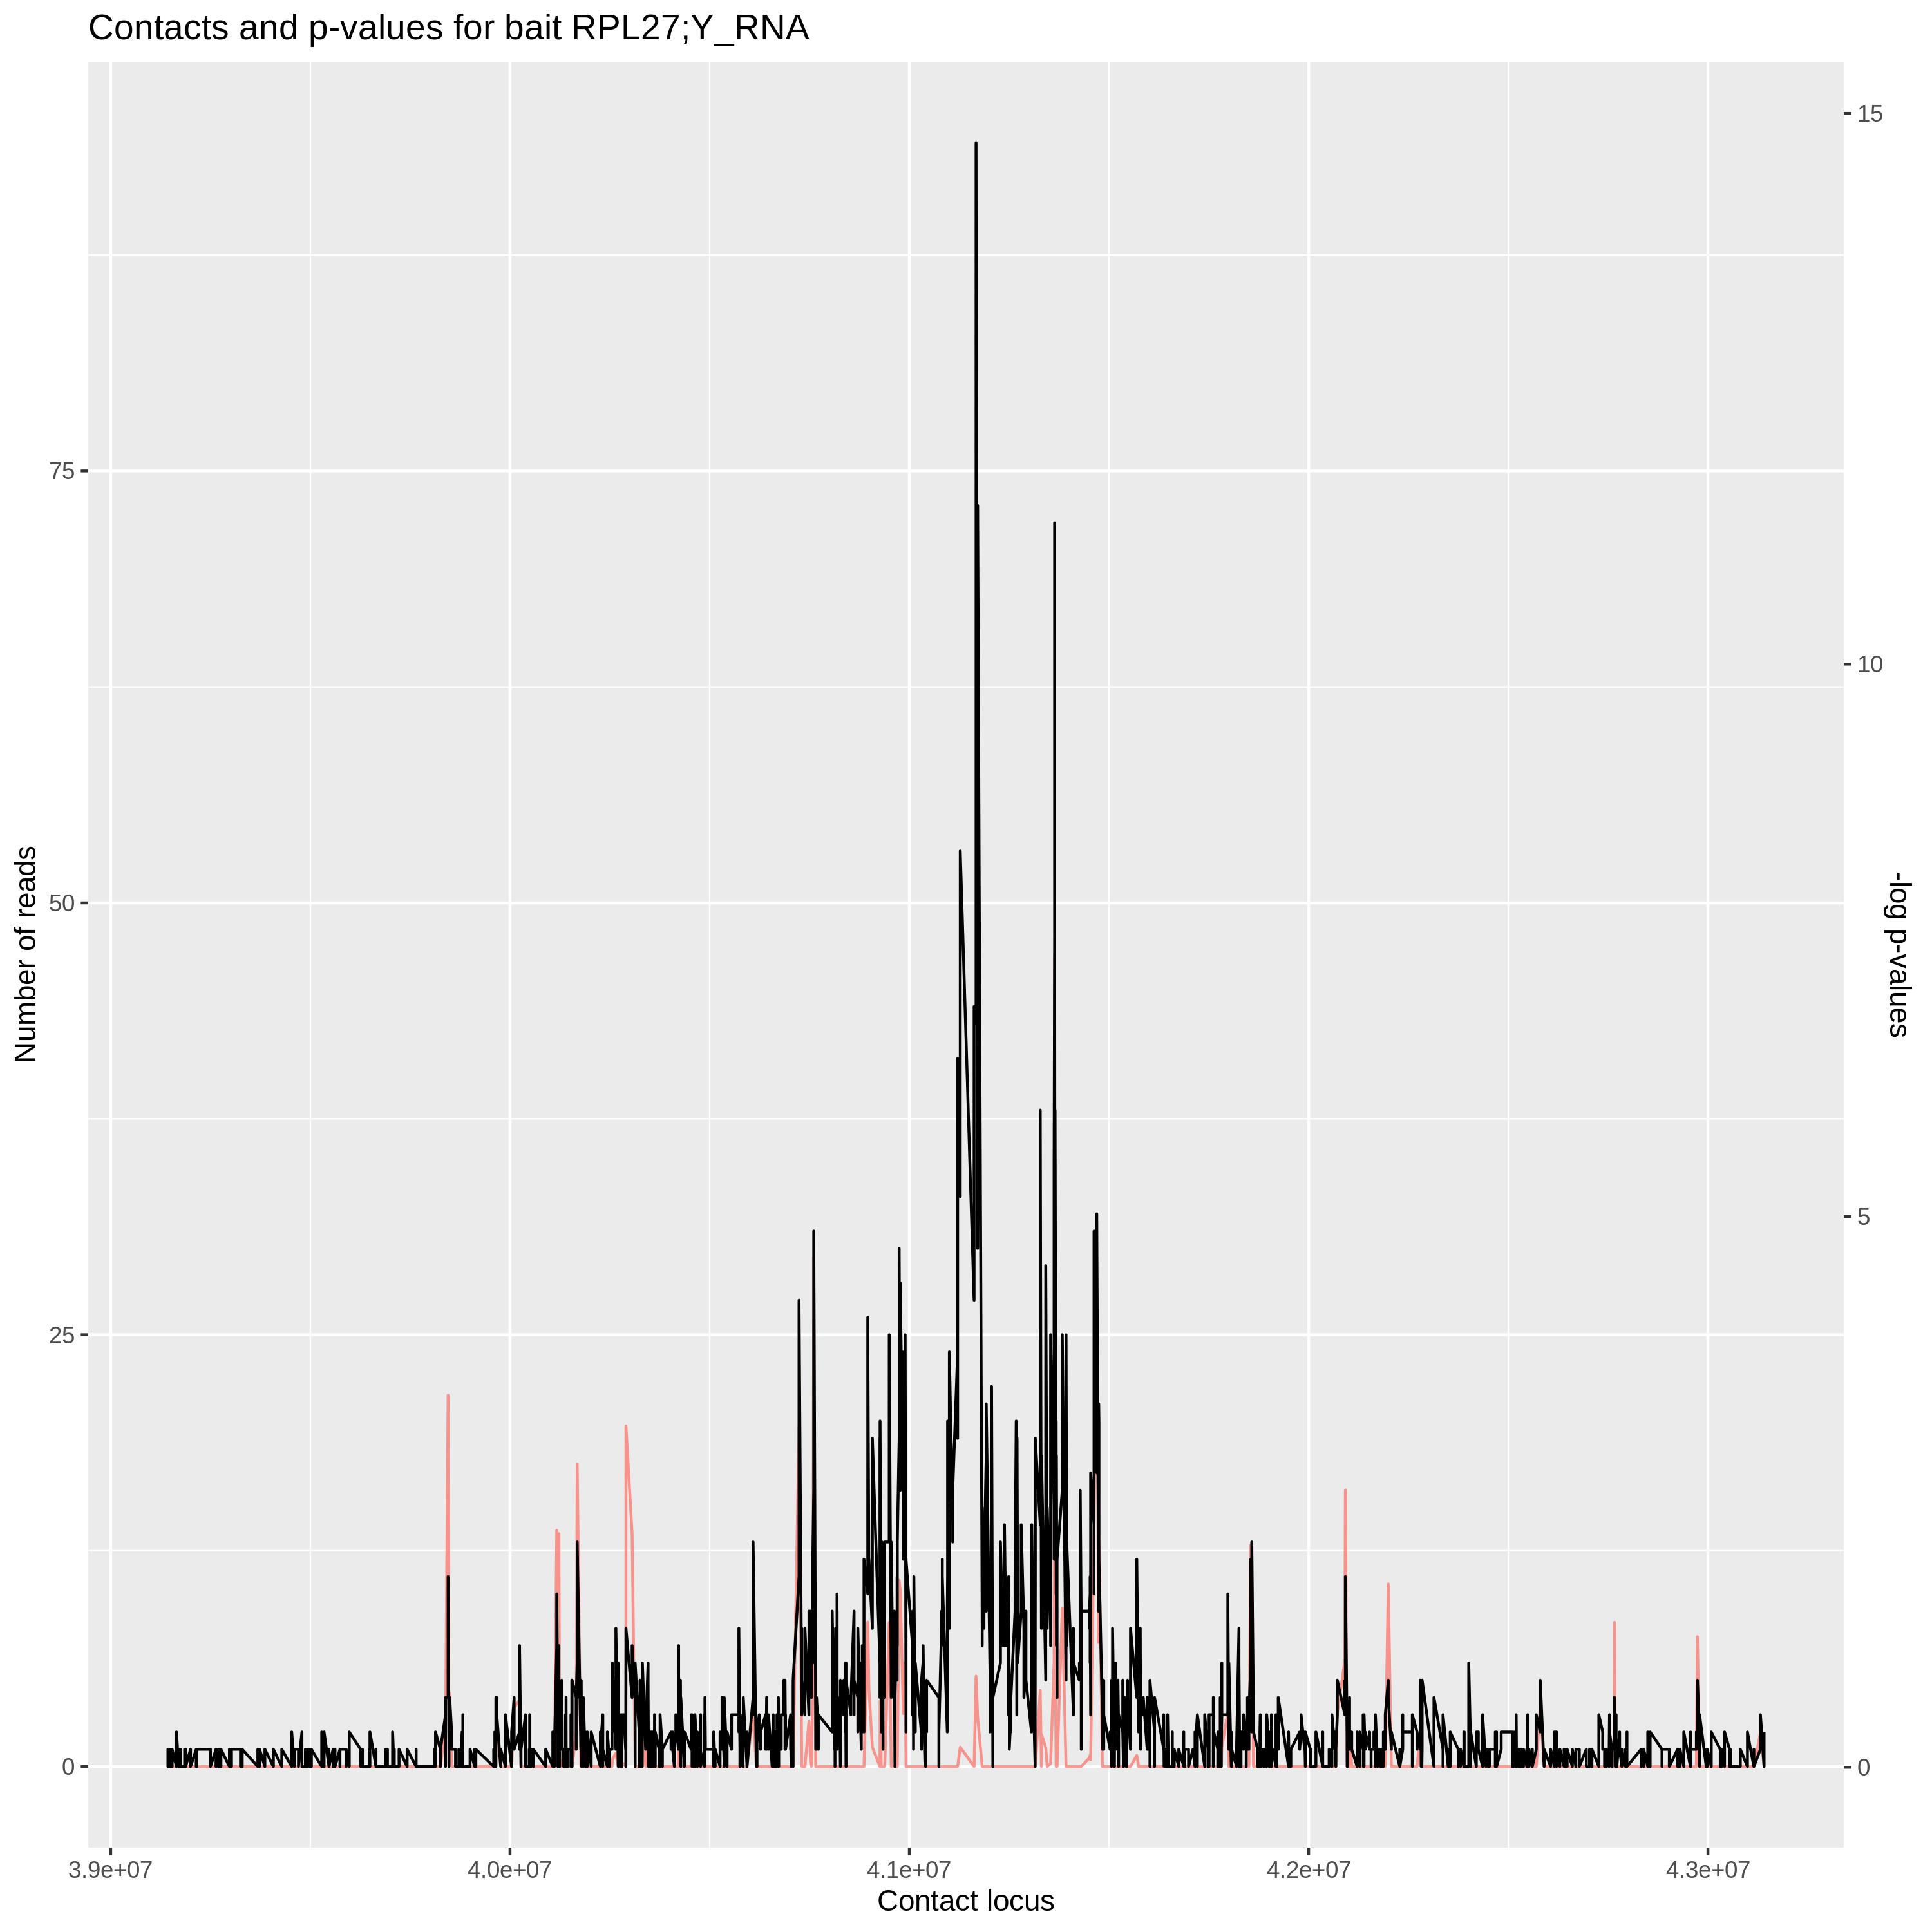 Contacts and p-values for bait RPL27;Y_RNA
Number of reads
75
50
25
0
15
10
5
0
-log p-values
3.9e+07 4.0e+07 4.1e+07 4.2e+07 4.3e+07
Contact locus